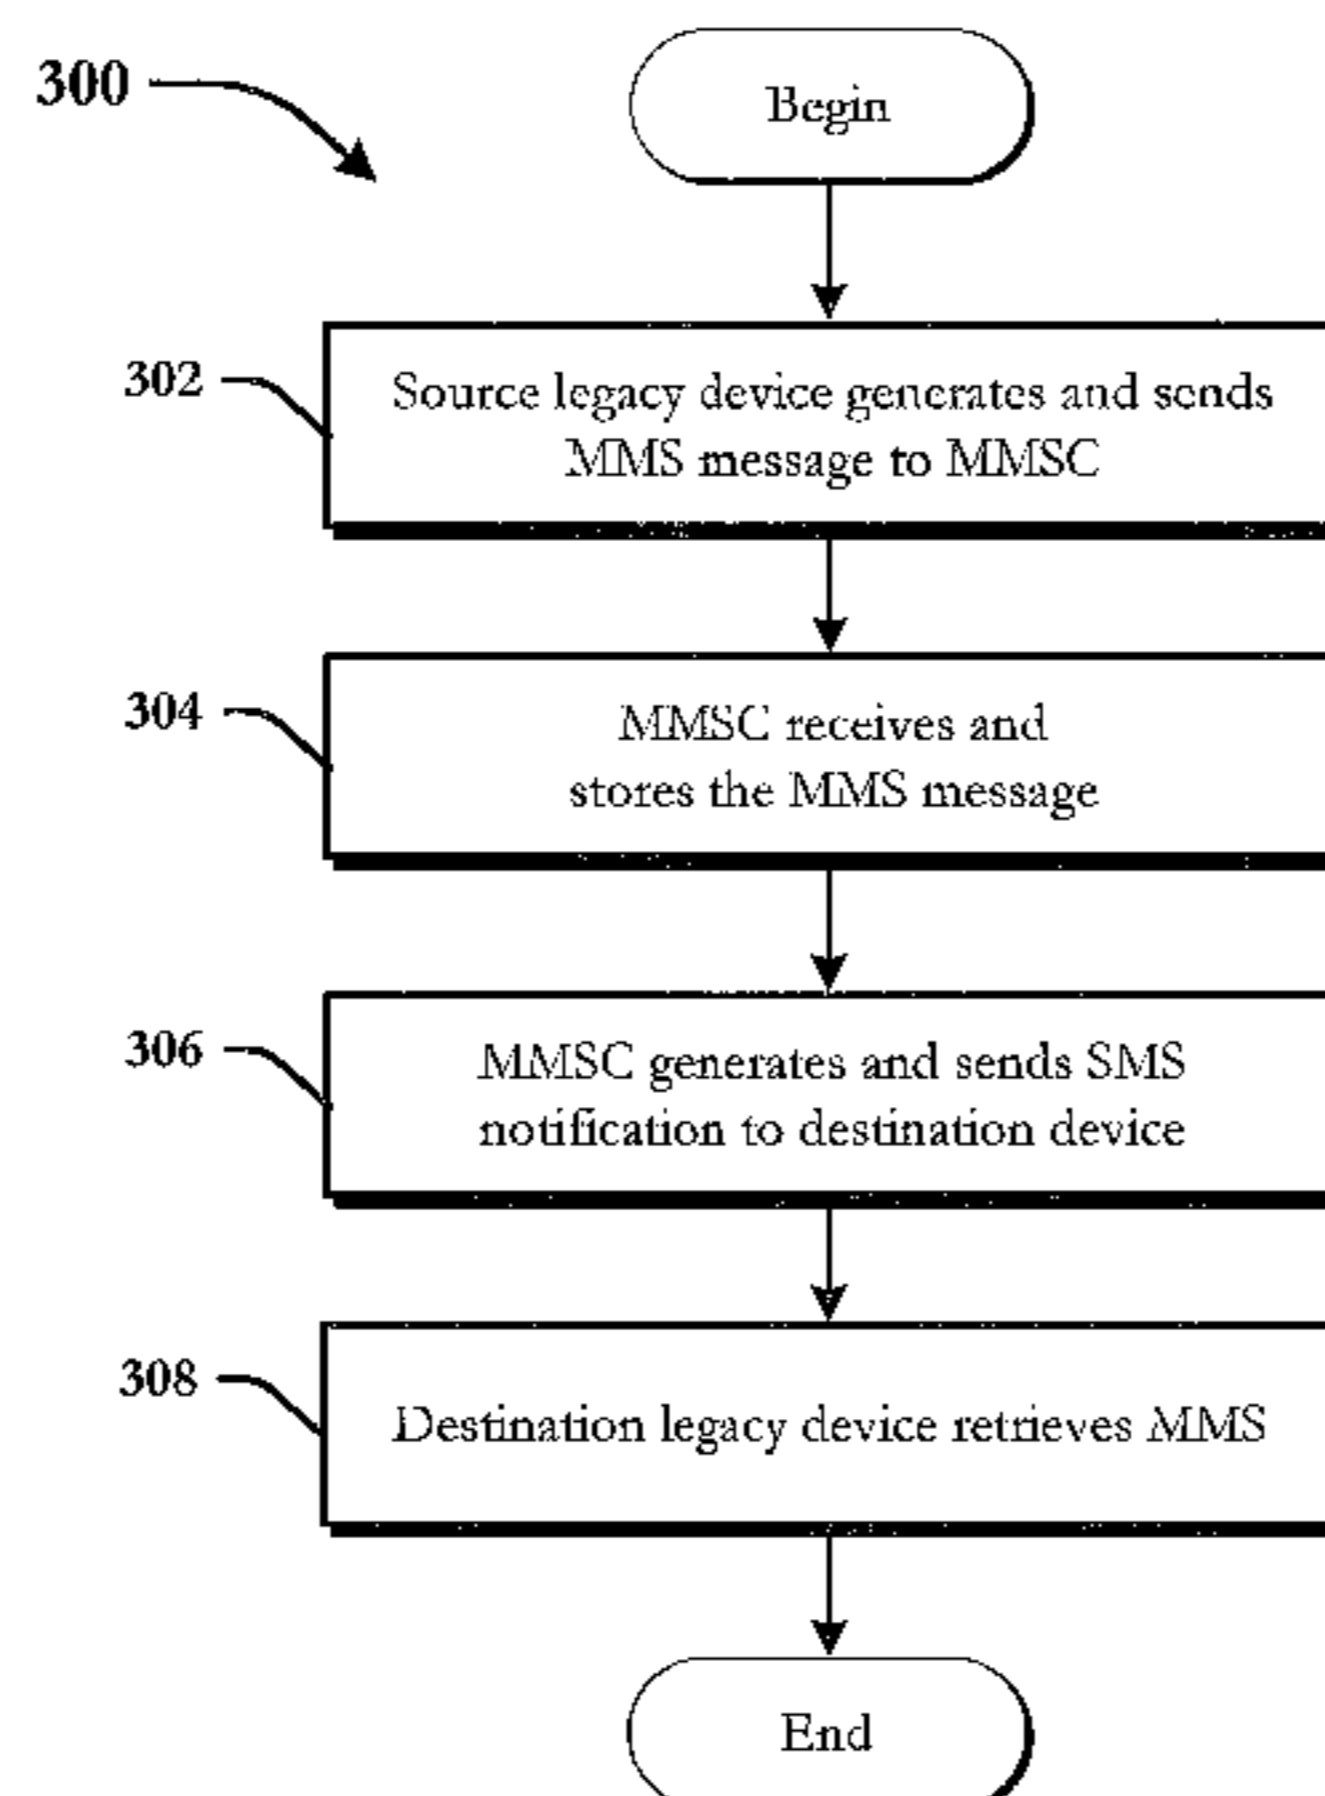 300
Begin
302
Source legacy device generates and sends
MMS message to MMSC
304
MMSC receives and
stores the MMS message
306
MMSC generates and sends SMS
notification to destination device
308
Destination legacy device retrieves MMS
End